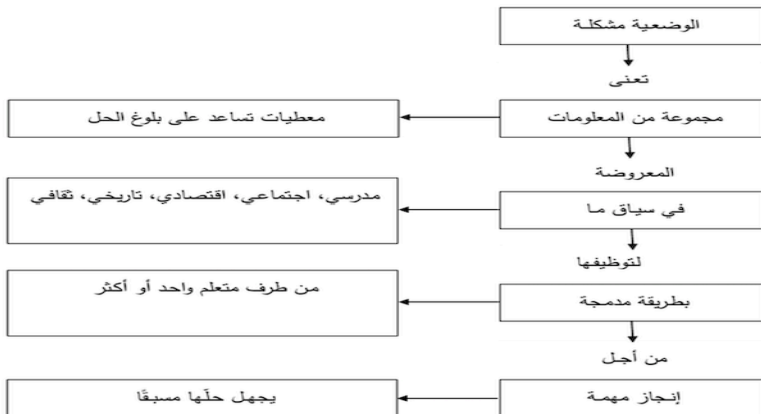 الوضعية مشكلة
تعنى
مجموعة من المعلومات
معطيات تساعد على بلوغ الحل
المعروضة
في سياق ما
مدرسي، اجتماعي، اقتصادي، تاريخي، ثقافي
لتوظيفها
بطريقة مدمجة
من طرف متعلم واحد أو أكثر
من أجل
إنجاز مهمة
يجهل حلّها مسبقًا